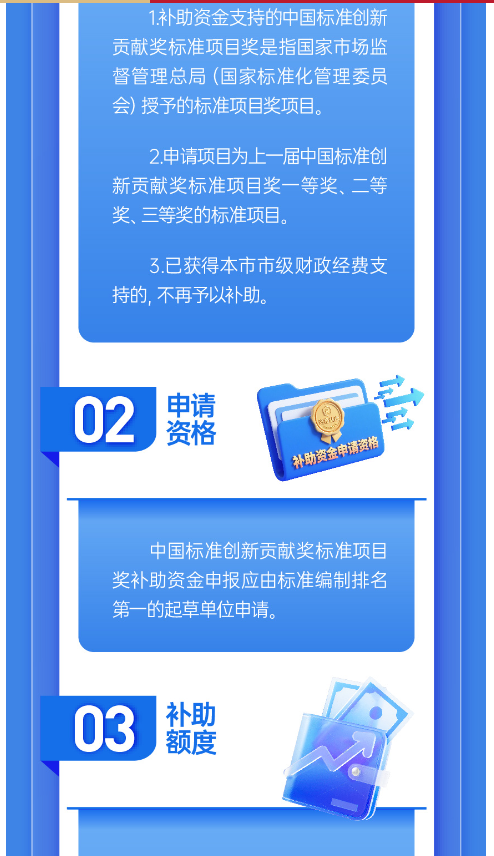 1.补助资金支持的中国标准创新
贡献奖标准项目奖是指国家市场监
督管理总局（国家标准化管理委员
会）授予的标准项目奖项目。
2.申请项目为上一届中国标准创
新贡献奖标准项目奖一等奖、二等
奖、三等奖的标准项目。
3.已获得本市市级财政经费支
持的, 不再予以补助。
02
申请
资格
补助资金申请资格
中国标准创新贡献奖标准项目
奖补助资金申报应由标准编制排名
第一的起草单位申请。
03
补助
额度